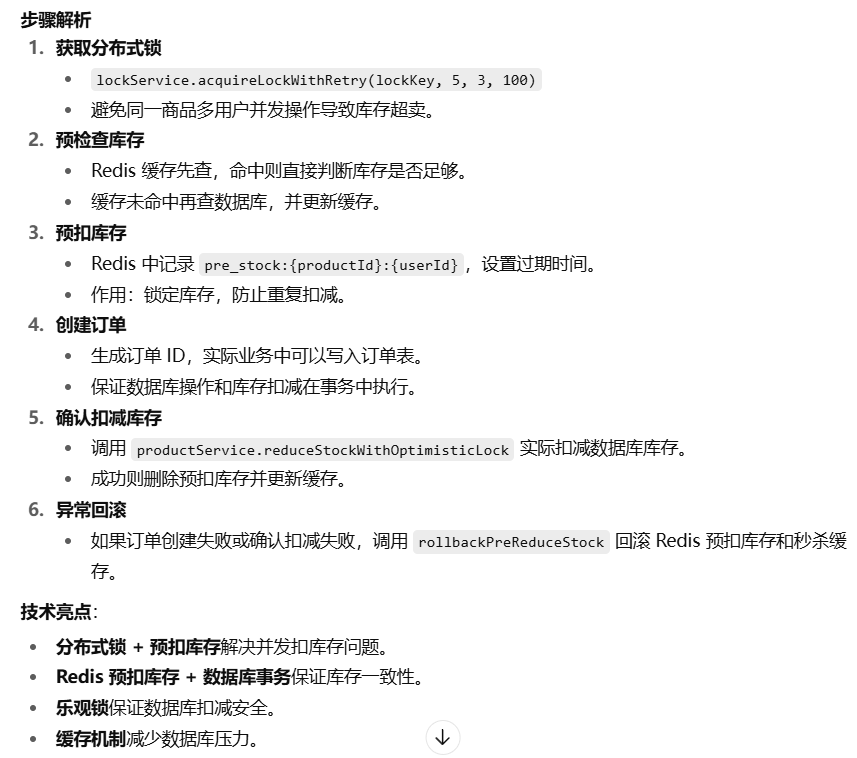 步骤解析
1. 获取分布式锁
• lockService.acquireLockWithRetry(lockKey, 5, 3, 100)
• 避免同一商品多用户并发操作导致库存超卖。
2. 预检查库存
• Redis 缓存先查，命中则直接判断库存是否足够。
• 缓存未命中再查数据库，并更新缓存。
3. 预扣库存
• Redis 中记录 pre_stock:{productId}:{userId}，设置过期时间。
• 作用：锁定库存，防止重复扣减。
4. 创建订单
• 生成订单 ID，实际业务中可以写入订单表。
• 保证数据库操作和库存扣减在事务中执行。
5. 确认扣减库存
• 调用 productService.reduceStockWithOptimisticLock 实际扣减数据库库存。
• 成功则删除预扣库存并更新缓存。
6. 异常回滚
• 如果订单创建失败或确认扣减失败，调用 rollbackPreReduceStock 回滚 Redis 预扣库存和秒杀缓
存。
技术亮点：
• 分布式锁 + 预扣库存解决并发扣库存问题。
• Redis 预扣库存 + 数据库事务保证库存一致性。
• 乐观锁保证数据库扣减安全。
• 缓存机制减少数据库压力。